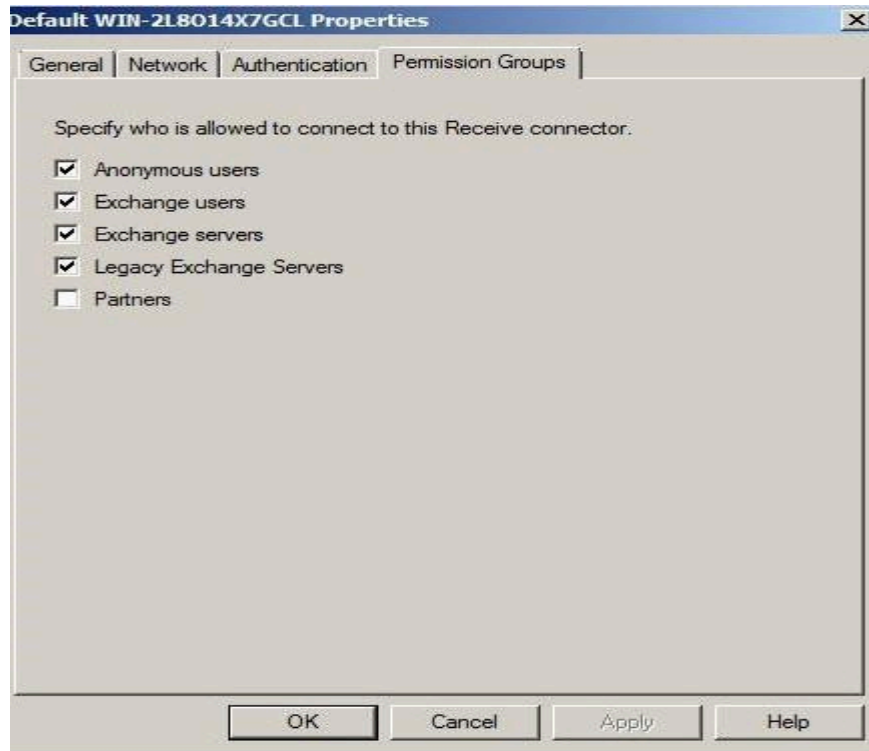 Default WIN-2L8O14X7GCL Properties
General Network Authentication Permission Groups
Specify who is allowed to connect to this Receive connector.
Anonymous users
Exchange users
Exchange servers
Legacy Exchange Servers
Partners
OK Cancel Apply Help